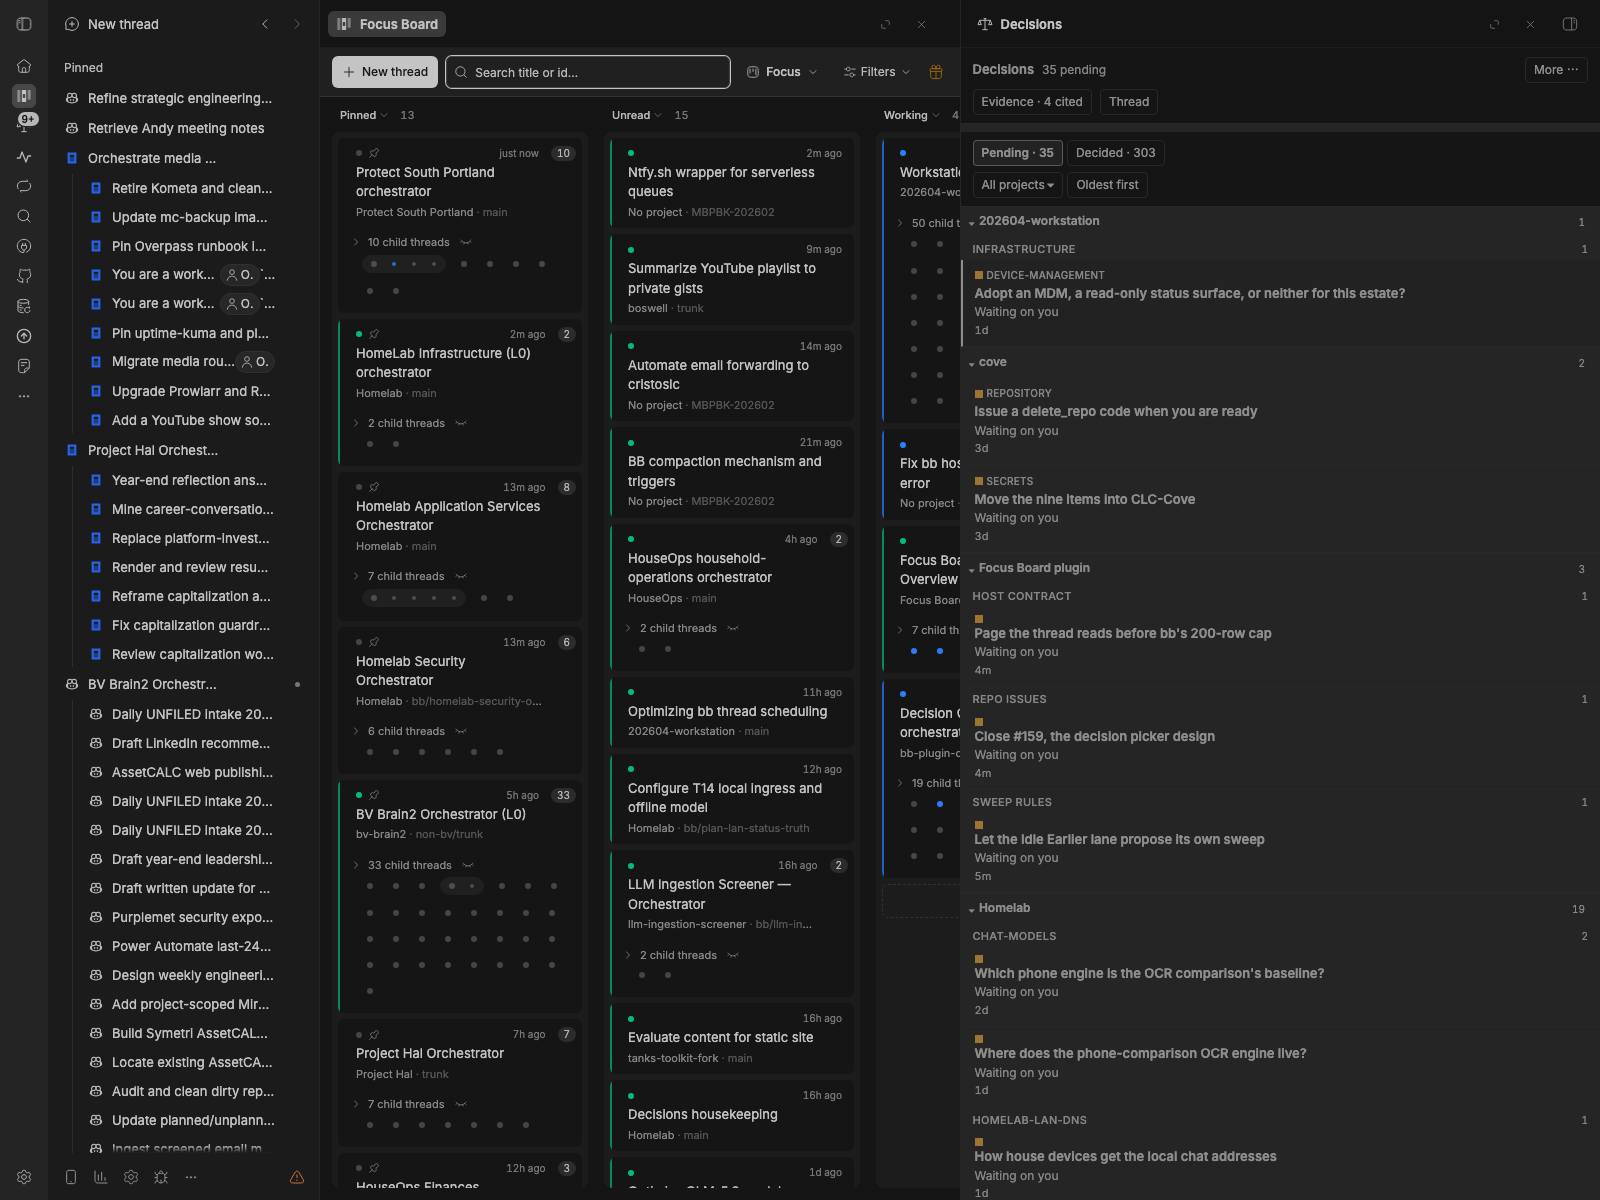 New thread
Pinned
Refine strategic engineering...
Retrieve Andy meeting notes
Orchestrate media ...
Retire Kometa and clean...
Update mc-backup ima...
Pin Overpass runbook i...
You are a work... O. `...
You are a work... O. `...
Pin uptime-kuma and pl...
Migrate media rou... O.
Upgrade Prowlarr and R...
Add a YouTube show so...
Project Hal Orchest...
Year-end reflection ans...
Mine career-conversatio...
Replace platform-invest...
Render and review resu...
Reframe capitalization a...
Fix capitalization guardr...
Review capitalization wo...
BV Brain2 Orchestr...
Daily UNFILED intake 20...
Draft LinkedIn recomme...
AssetCALC web publishi...
Daily UNFILED intake 20...
Daily UNFILED intake 20...
Draft year-end leadershi...
Draft written update for ...
Purplemet security expo...
Power Automate last-24...
Design weekly engineeri...
Add project-scoped Mir...
Build Symetri AssetCAL...
Locate existing AssetCA...
Audit and clean dirty rep...
Update planned/unplann...
Ingest screened email m...
9+
Focus Board
New thread
Search title or id...
Focus
Filters
Pinned 13
just now 10
Protect South Portland
orchestrator
Protect South Portland · main
10 child threads
2m ago 2
HomeLab Infrastructure (L0)
orchestrator
Homelab · main
2 child threads
13m ago 8
Homelab Application Services
Orchestrator
Homelab · main
7 child threads
13m ago 6
Homelab Security
Orchestrator
Homelab · bb/homelab-security-o...
6 child threads
5h ago 33
BV Brain2 Orchestrator (L0)
bv-brain2 · non-bv/trunk
33 child threads
7h ago 7
Project Hal Orchestrator
Project Hal · trunk
7 child threads
12h ago 3
HouseOps Finances
Unread 15
2m ago
Ntfy.sh wrapper for serverless
queues
No project · MBPBK-202602
9m ago
Summarize YouTube playlist to
private gists
boswell · trunk
14m ago
Automate email forwarding to
cristosic
No project · MBPBK-202602
21m ago
BB compaction mechanism and
triggers
No project · MBPBK-202602
4h ago 2
HouseOps household-
operations orchestrator
HouseOps · main
2 child threads
11h ago
Optimizing bb thread scheduling
202604-workstation · main
12h ago
Configure T14 local ingress and
offline model
Homelab · bb/plan-lan-status-truth
16h ago 2
LLM Ingestion Screener —
Orchestrator
llm-ingestion-screener · bb/llm-in...
2 child threads
16h ago
Evaluate content for static site
tanks-toolkit-fork · main
16h ago
Decisions housekeeping
Homelab · main
1d ago
Working 4
Workstati
202604-wo
50 child t
Fix bb hos
error
No project ·
Focus Boa
Overview
Focus Board
7 child th
Decision
orchestrat
bb-plugin-c
19 child t
Decisions
Decisions 35 pending
More ···
Evidence · 4 cited
Thread
Pending · 35
Decided · 303
All projects
Oldest first
202604-workstation 1
INFRASTRUCTURE 1
DEVICE-MANAGEMENT
Adopt an MDM, a read-only status surface, or neither for this estate?
Waiting on you
1d
cove 2
REPOSITORY
Issue a delete_repo code when you are ready
Waiting on you
3d
SECRETS
Move the nine items into CLC-Cove
Waiting on you
3d
Focus Board plugin 3
HOST CONTRACT 1
Page the thread reads before bb's 200-row cap
Waiting on you
4m
REPO ISSUES 1
Close #159, the decision picker design
Waiting on you
4m
SWEEP RULES 1
Let the Idle Earlier lane propose its own sweep
Waiting on you
5m
Homelab 19
CHAT-MODELS 2
Which phone engine is the OCR comparison's baseline?
Waiting on you
2d
Where does the phone-comparison OCR engine live?
Waiting on you
1d
HOMELAB-LAN-DNS 1
How house devices get the local chat addresses
Waiting on you
1d